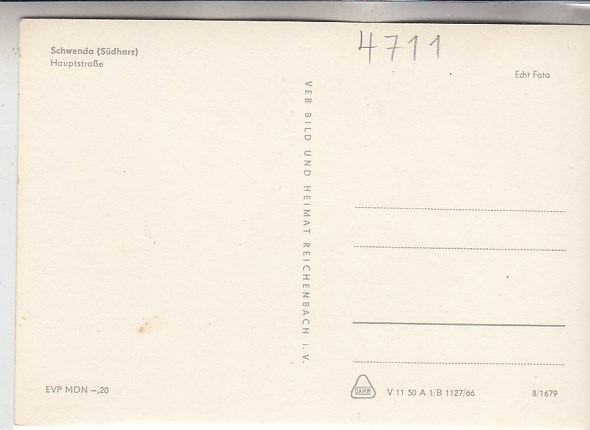 Schwenda (Südharz)
Hauptstraße
4711
Echt Foto
VEB BILD UND HEIMAT REICHENBACH I. V.
EVP MDN –,20
V 11 50 A 1/B 1127/66
8/1679